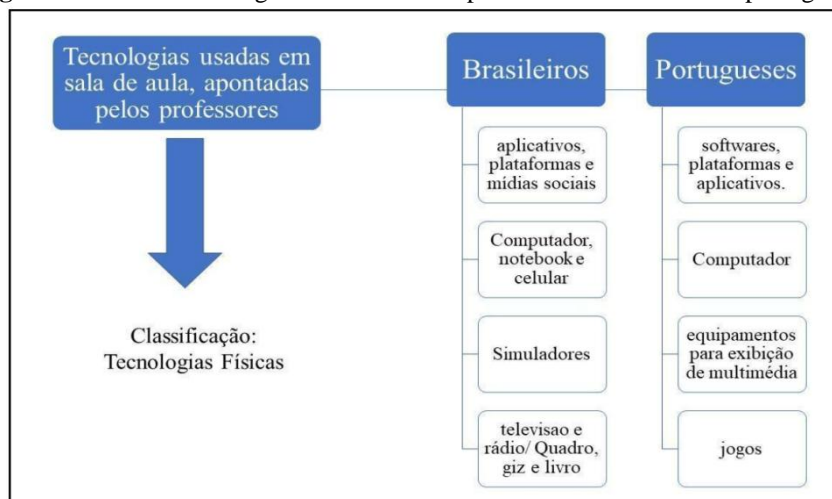 Tecnologias usadas em
sala de aula, apontadas
pelos professores
Classificação:
Tecnologias Físicas
Brasileiros
aplicativos,
plataformas e
mídias sociais
Computador,
notebook e
celular
Simuladores
televisao e
rádio/ Quadro,
giz e livro
Portugueses
softwares,
plataformas e
aplicativos.
Computador
equipamentos
para exibição
de multimédia
jogos